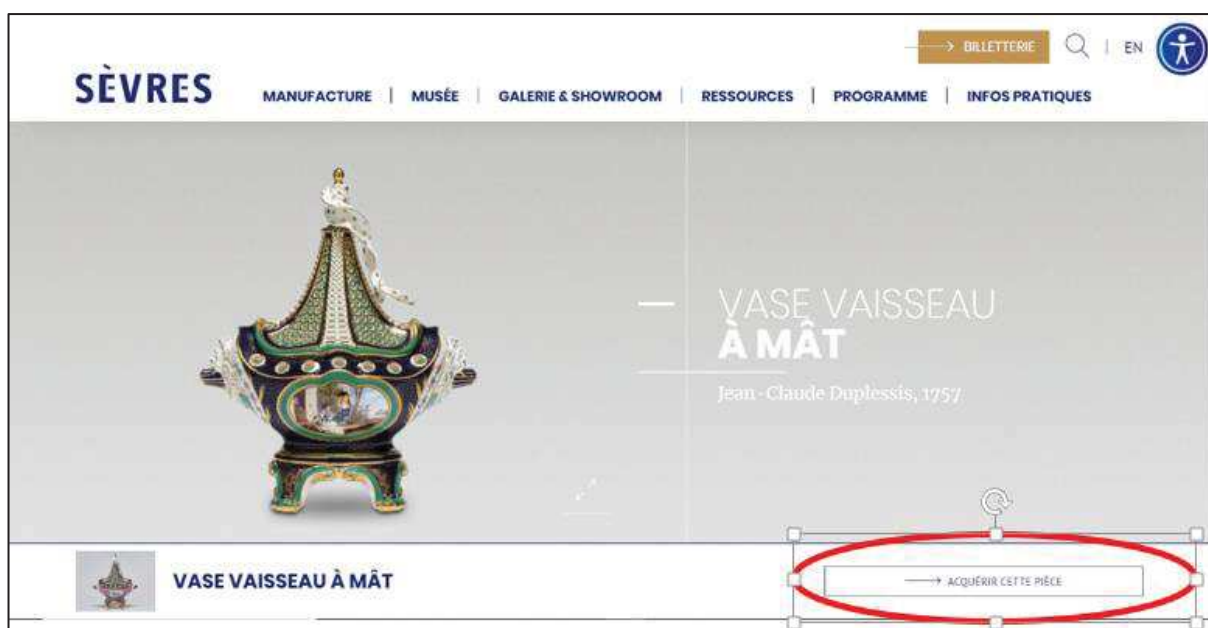 BILLETTERIE | EN
SÈVRES
MANUFACTURE | MUSÉE | GALERIE & SHOWROOM | RESSOURCES | PROGRAMME | INFOS PRATIQUES
VASE VAISSEAU
À MÂT
Jean-Claude Duplessis, 1757
VASE VAISSEAU À MÂT
ACQUÉRIR CETTE PIÈCE